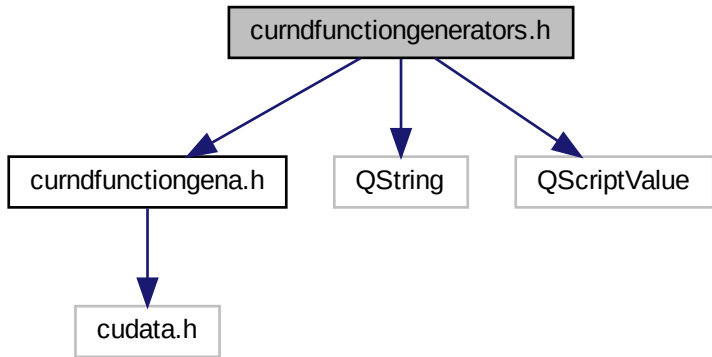 curndfunctiongenerators.h
curndfunctiongena.h
QString
QScriptValue
cudata.h